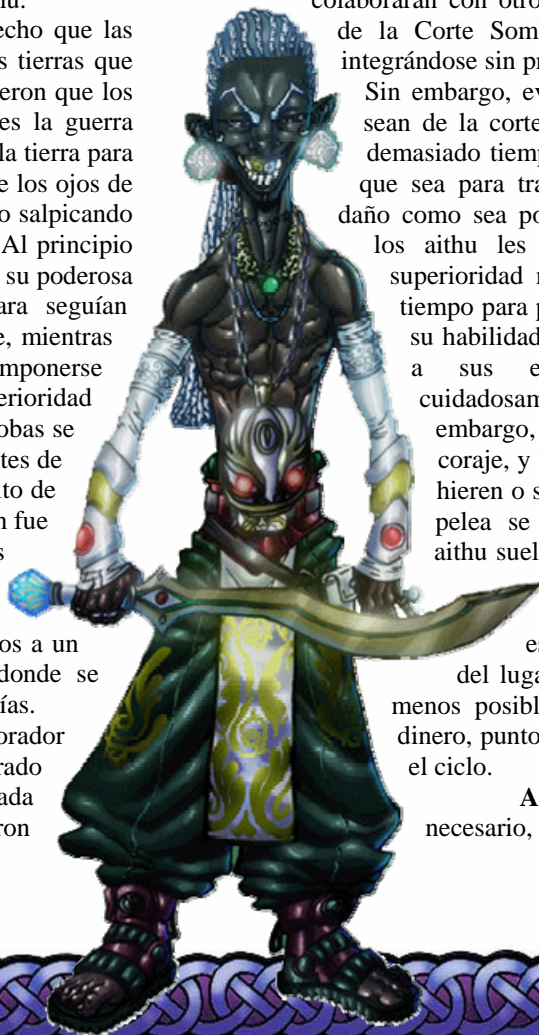 echo que las
s tierras que
eron que los
es la guerra
la tierra para
e los ojos de
o salpicando
Al principio
su poderosa
ara seguían
e, mientras
mponerse
erioridad
obas se
tes de
ito de
n fue
s
os a un
donde se
ías.
orador
rado
ada
ron
colaborarán con otro
de la Corte Som
integrándose sin pr
Sin embargo, ev
sean de la corte
demasiado tiemp
que sea para tra
daño como sea po
los aithu les
superioridad
tiempo para p
su habilidad
a sus e
cuidadosam
embargo,
coraje, y
hieren o s
pelea se
aithu suel
es
del luga
menos posibl
dinero, punto
el ciclo.
A
necesario,